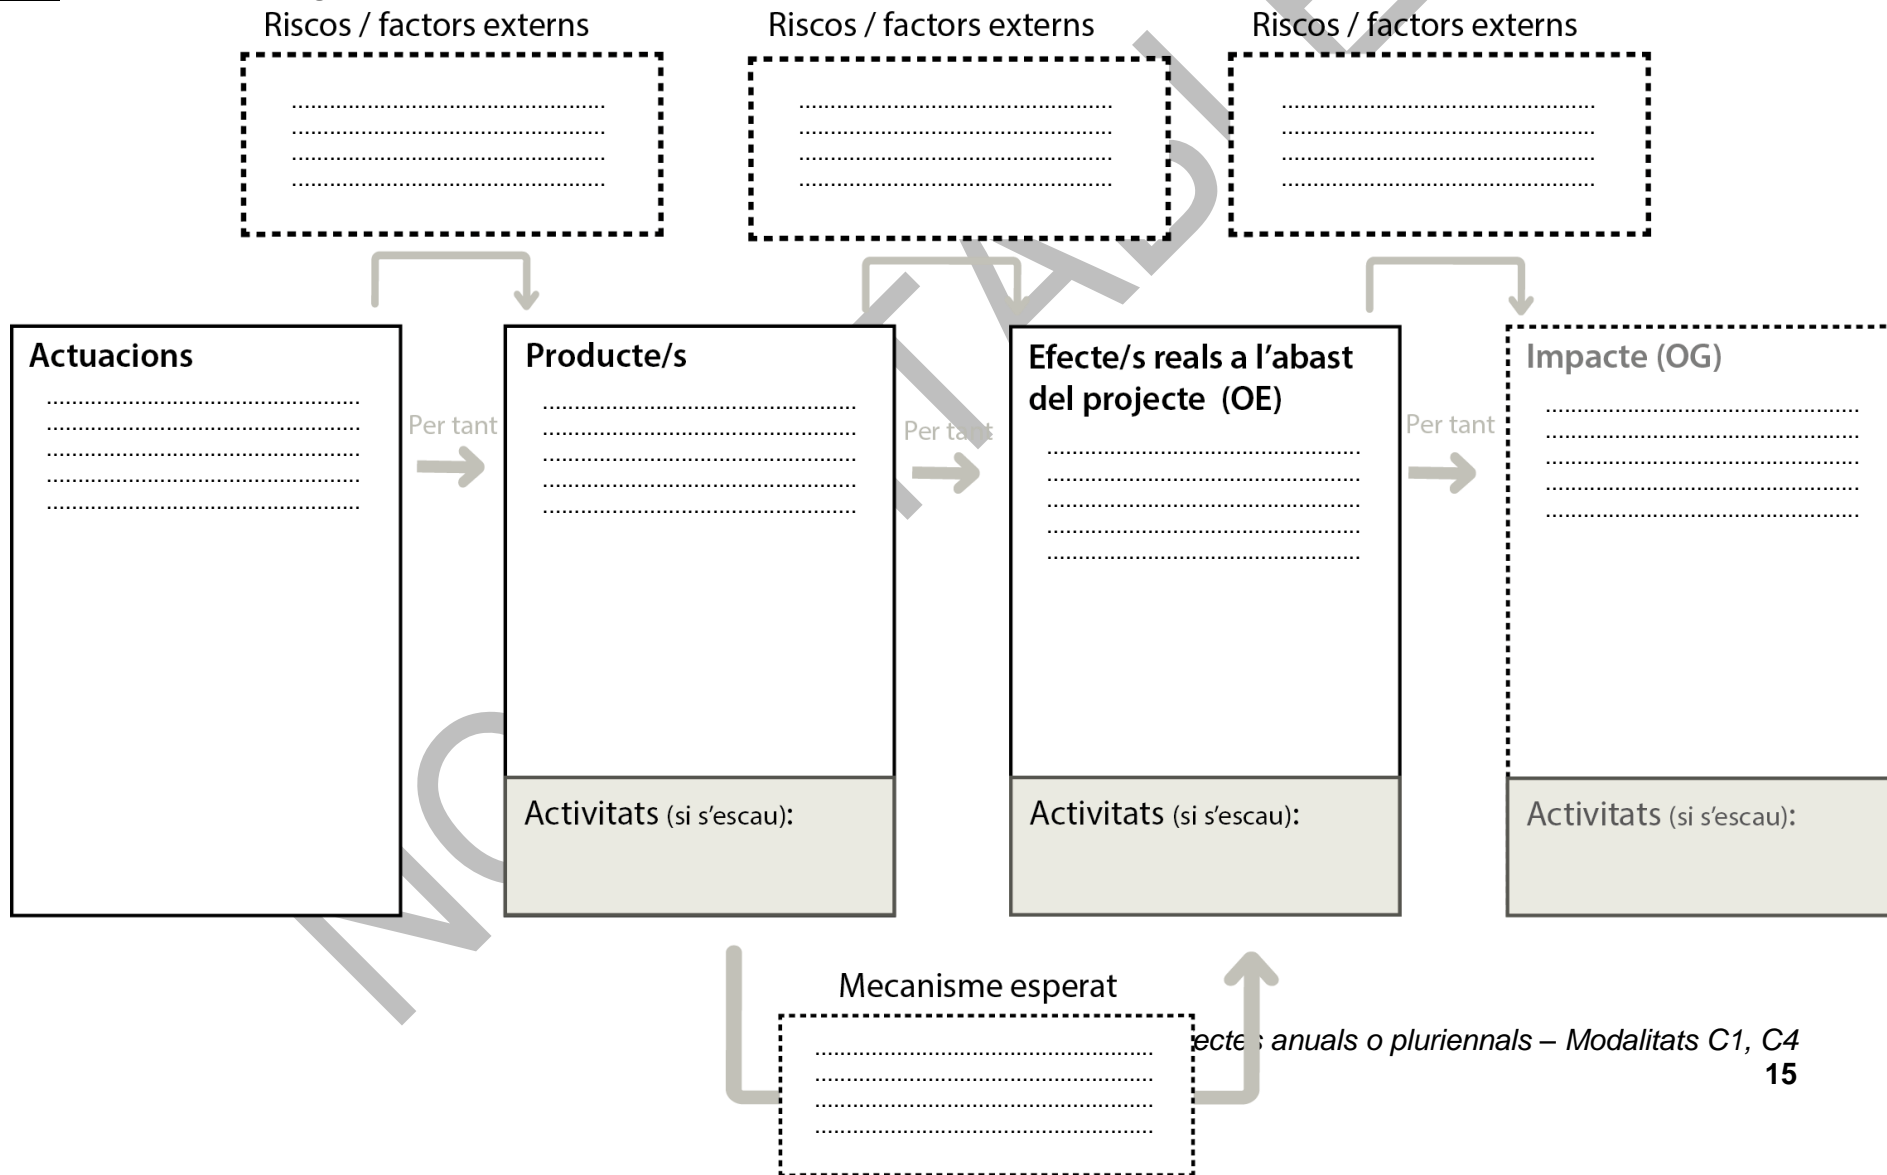 Riscos / factors externs
Riscos / factors externs
Riscos / factors externs
Actuacions
Per tant
Producte/s
Activitats (si s'escau):
Per tant
Efecte/s reals a l'abast
del projecte (OE)
Activitats (si s'escau):
Per tant
Impacte (OG)
Activitats (si s'escau):
Mecanisme esperat
anuals o pluriennals – Modalitats C1, C4
15